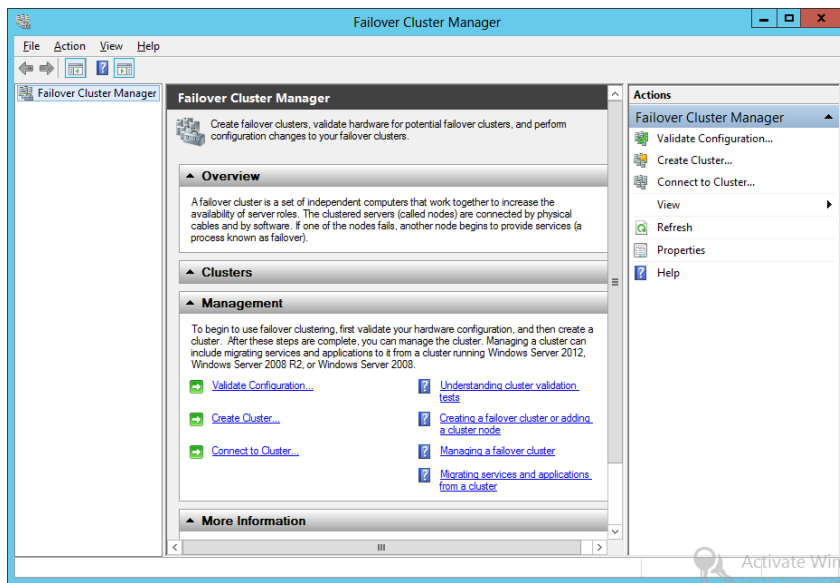 Failover Cluster Manager
File Action View Help
Failover Cluster Manager
Failover Cluster Manager
Create failover clusters, validate hardware for potential failover clusters, and perform
configuration changes to your failover clusters.
Overview
A failover cluster is a set of independent computers that work together to increase the
availability of server roles. The clustered servers (called nodes) are connected by physical
cables and by software. If one of the nodes fails, another node begins to provide services (a
process known as failover).
Clusters
Management
To begin to use failover clustering, first validate your hardware configuration, and then create a
cluster. After these steps are complete, you can manage the cluster. Managing a cluster can
include migrating services and applications to it from a cluster running Windows Server 2012,
Windows Server 2008 R2, or Windows Server 2008.
Validate Configuration...
Create Cluster...
Connect to Cluster...
Understanding cluster validation
tests
Creating a failover cluster or adding
a cluster node
Managing a failover cluster
Migrating services and applications
from a cluster
More Information
Actions
Failover Cluster Manager
Validate Configuration...
Create Cluster...
Connect to Cluster...
View
Refresh
Properties
Help
Activate Win